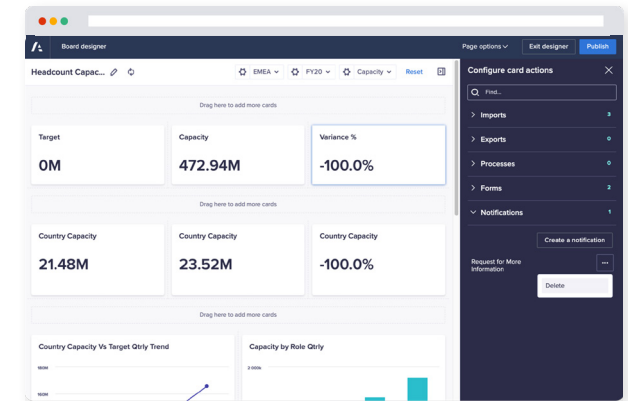 Board designer
Page options
Exit designer
Publish
Headcount Capac...
EMEA
FY20
Capacity
Reset
Configure card actions
Find...
Imports 3
Exports 0
Processes 0
Forms 2
Notifications 1
Create a notification
Request for More
Information
...
Delete
Drag here to add more cards
Target
0M
Capacity
472.94M
Variance %
-100.0%
Drag here to add more cards
Country Capacity
21.48M
Country Capacity
23.52M
Country Capacity
-100.0%
Drag here to add more cards
Country Capacity Vs Target Qtrly Trend
180M
160M
Capacity by Role Qtrly
2 000k